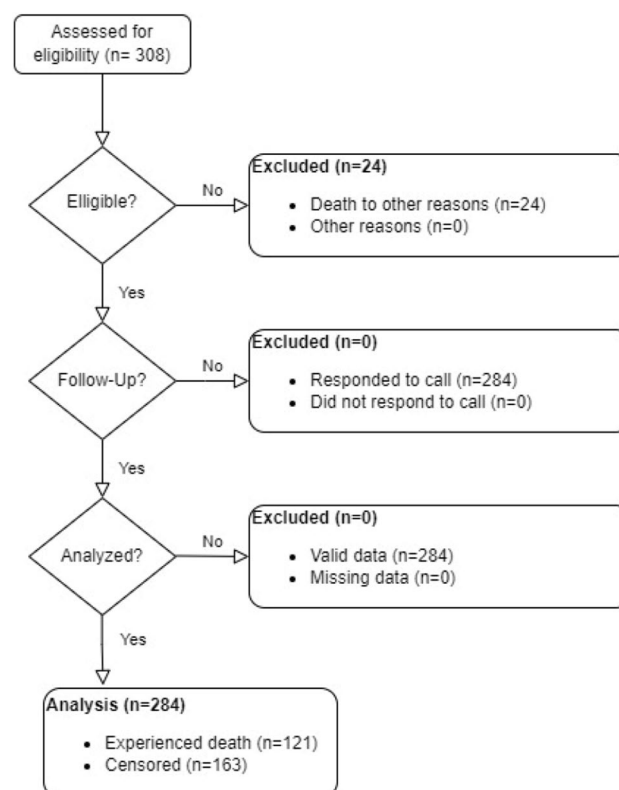 Assessed for
eligibility (n= 308)
Elligible?
No
Excluded (n=24)
• Death to other reasons (n=24)
• Other reasons (n=0)
Yes
Follow-Up?
No
Excluded (n=0)
• Responded to call (n=284)
• Did not respond to call (n=0)
Yes
Analyzed?
No
Excluded (n=0)
• Valid data (n=284)
• Missing data (n=0)
Yes
Analysis (n=284)
• Experienced death (n=121)
• Censored (n=163)